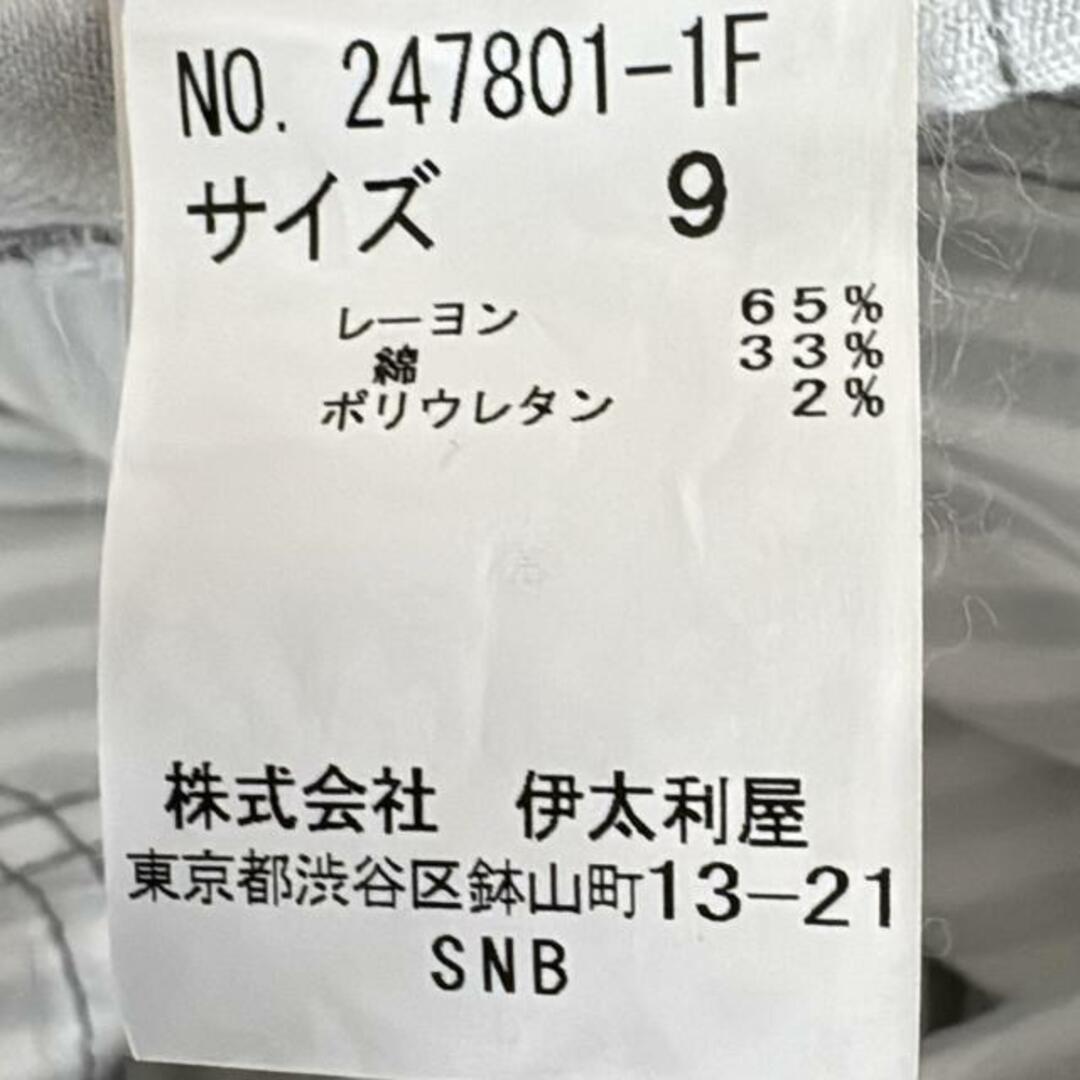 NO. 247801-1F
サイズ 9
レーヨン 65%
綿 33%
ポリウレタン 2%
株式会社 伊太利屋
東京都渋谷区鉢山町13-21
SNB